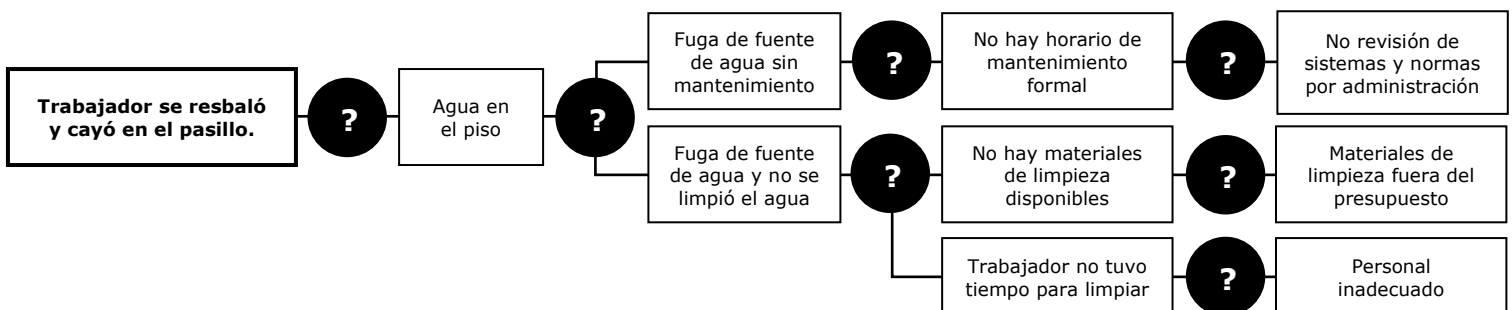 Trabajador se resbaló
y cayó en el pasillo.
?
Agua en
el piso
?
Fuga de fuente
de agua sin
mantenimiento
?
No hay horario de
mantenimiento
formal
?
No revisión de
sistemas y normas
por administración
Fuga de fuente
de agua y no se
limpió el agua
?
No hay materiales
de limpieza
disponibles
?
Materiales de
limpieza fuera del
presupuesto
Trabajador no tuvo
tiempo para limpiar
?
Personal
inadecuado